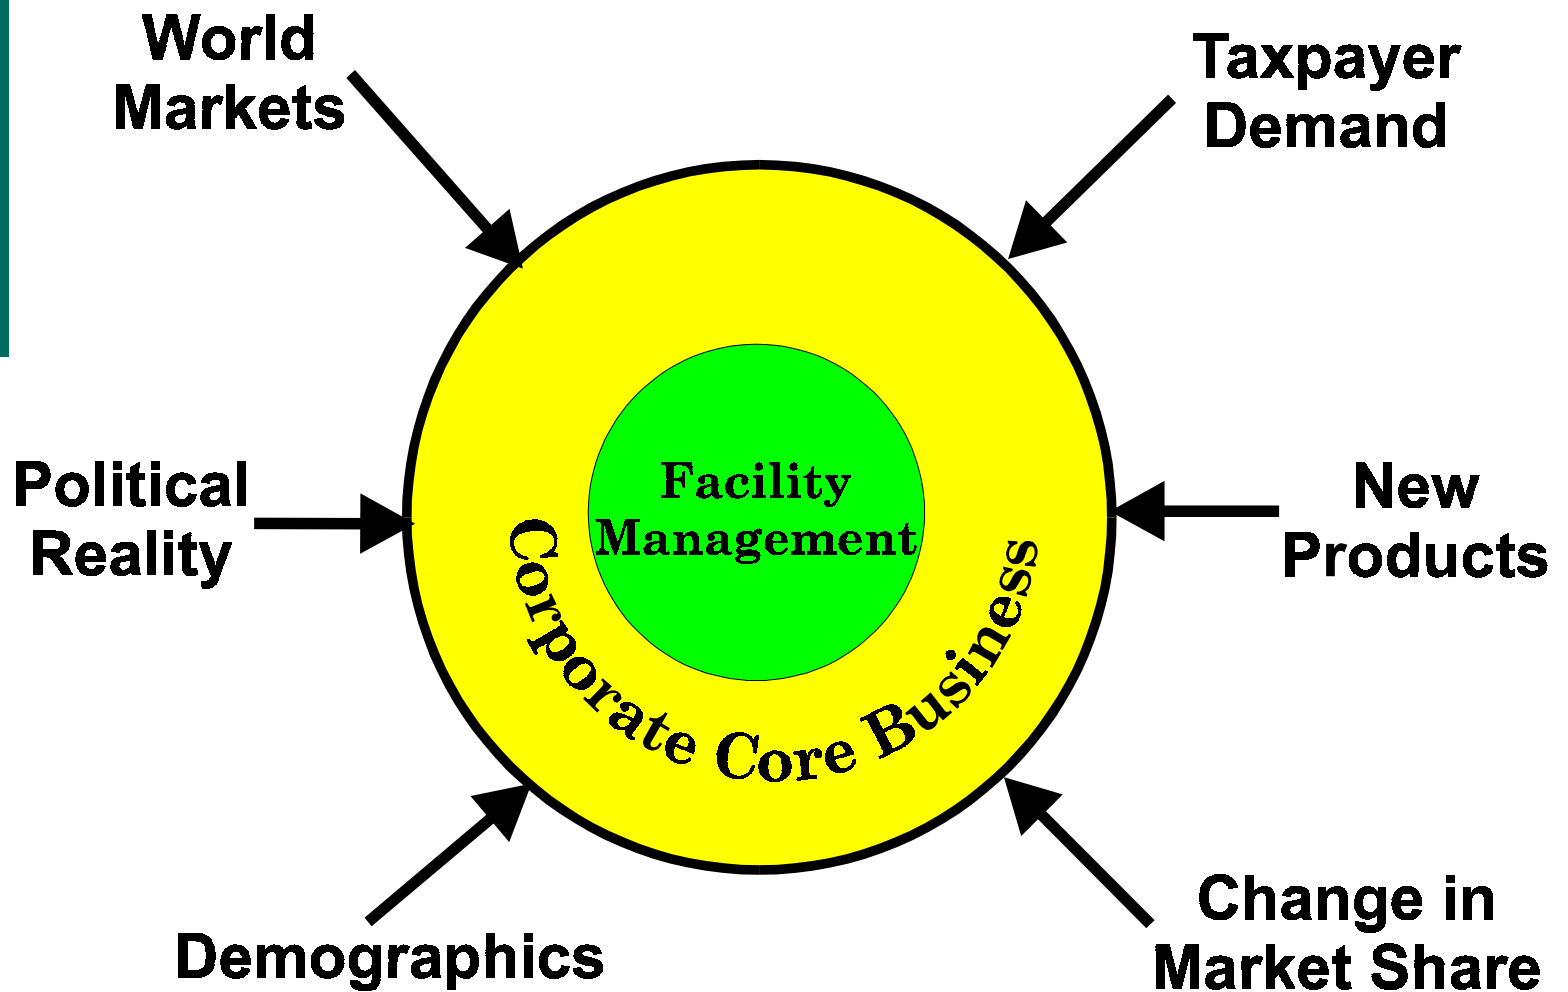 World
Markets
Taxpayer
Demand
Political
Reality
Facility
Management
New
Products
Corporate Core Business
Demographics
Change in
Market Share